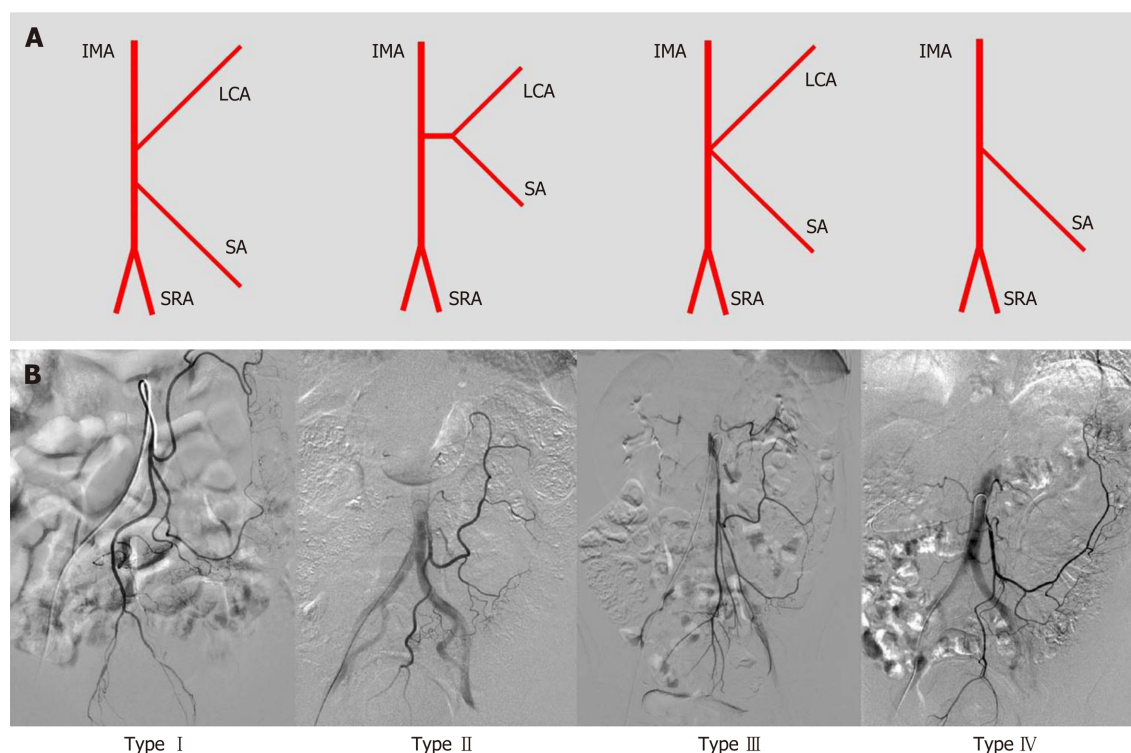 A
IMA
LCA
SA
SRA
IMA
LCA
SA
SRA
IMA
LCA
SA
SRA
IMA
SA
SRA
B
Type Ⅰ
Type Ⅱ
Type Ⅲ
Type Ⅳ